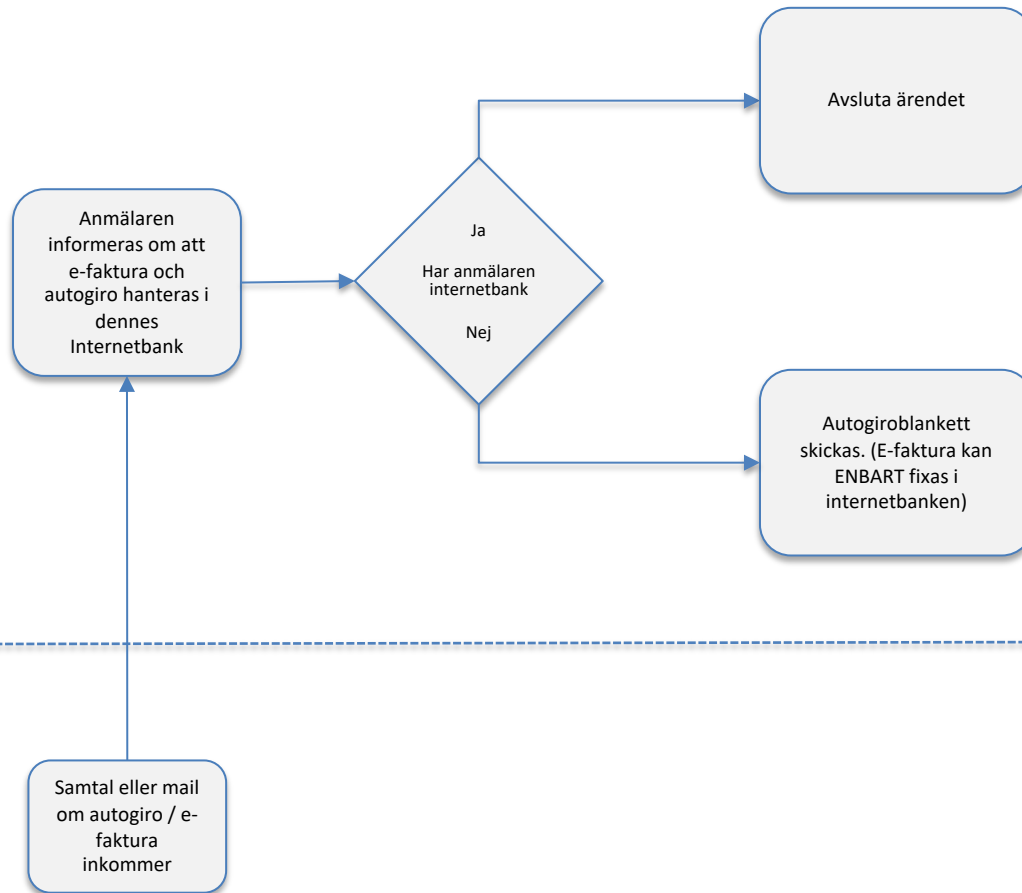 Avsluta ärendet
Anmälaren
informeras om att
e-faktura och
autogiro hanteras i
dennes
Internetbank
Ja
Har anmälaren
internetbank
Nej
Autogiroblankett
skickas. (E-faktura kan
ENBART fixas i
internetbanken)
Samtal eller mail
om autogiro / e-
faktura
inkommer